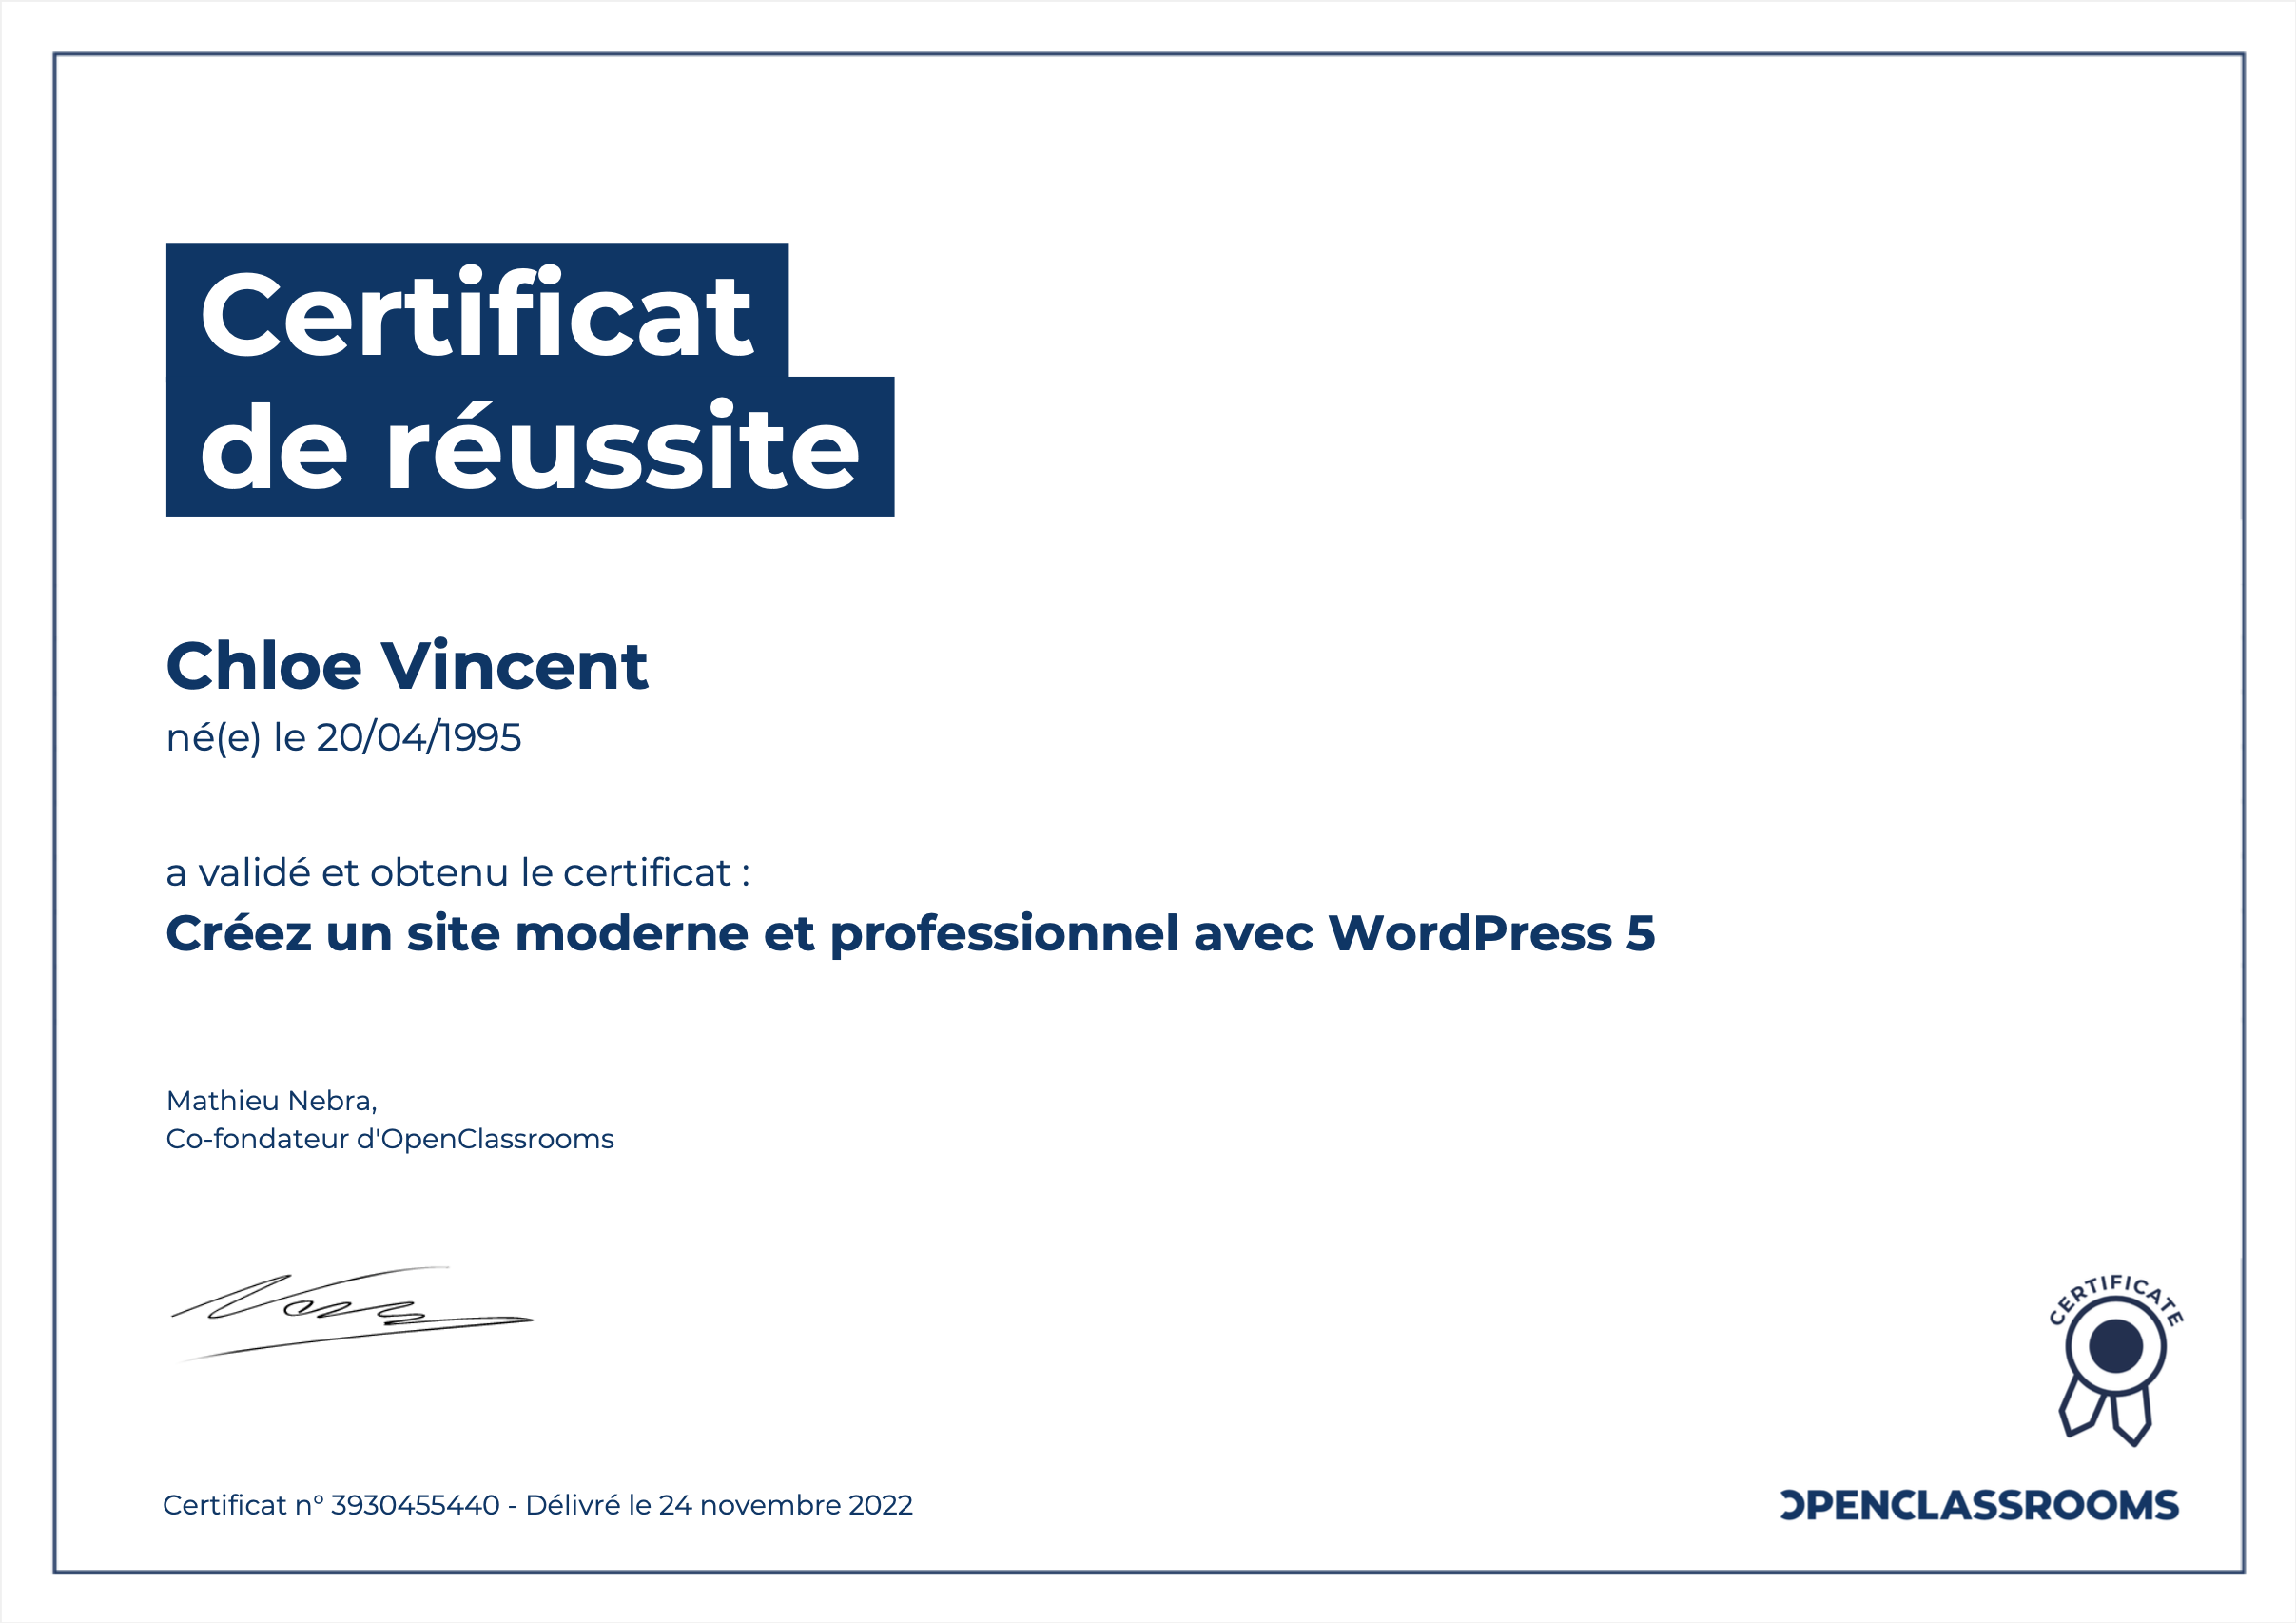 Certificat
de réussite
Chloe Vincent
né(e) le 20/04/1995
a validé et obtenu le certificat :
Créez un site moderne et professionnel avec WordPress 5
Mathieu Nebra,
Co-fondateur d'OpenClassrooms
CERTIFICATE
Certificat n° 3930455440 - Délivré le 24 novembre 2022
OPENCLASSROOMS